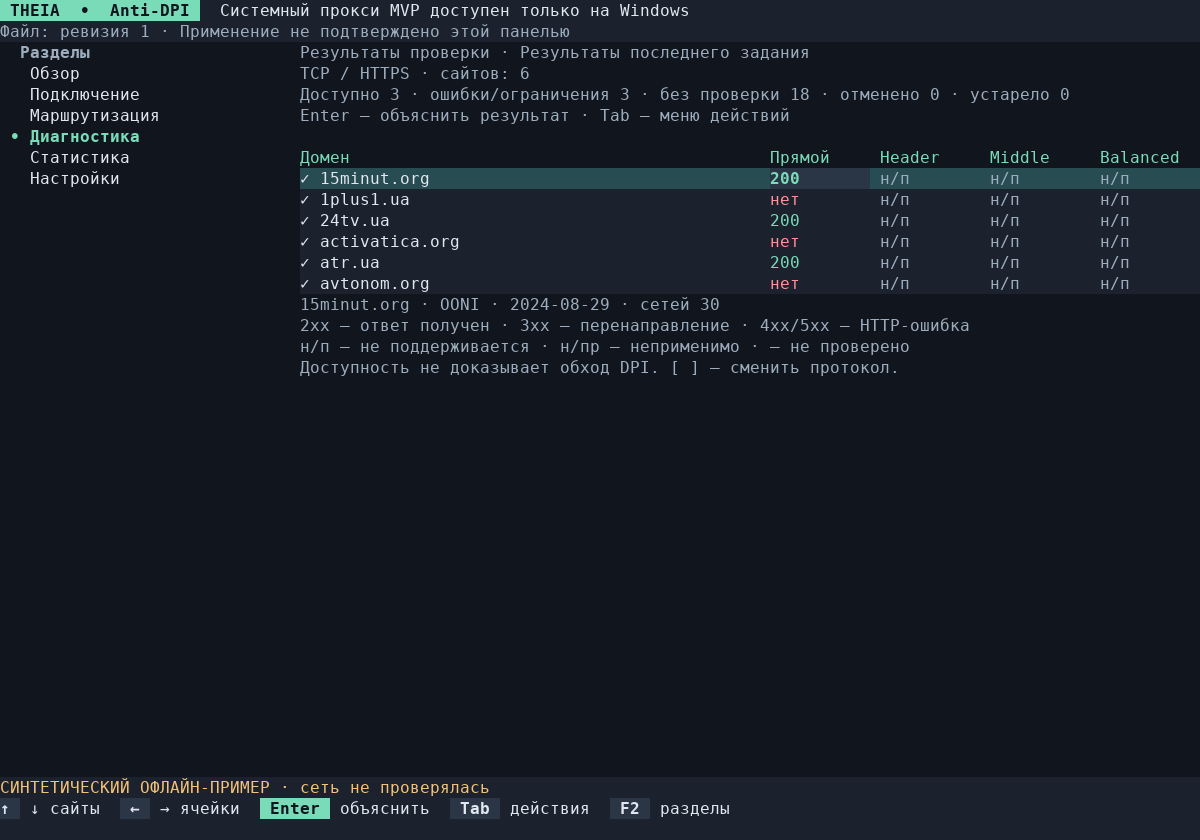 THEIA • Anti-DPI Системный прокси MVP доступен только на Windows
Файл: ревизия 1 · Применение не подтверждено этой панелью
Разделы
Обзор
Подключение
Маршрутизация
• Диагностика
Статистика
Настройки
Результаты проверки · Результаты последнего задания
TCP / HTTPS · сайтов: 6
Доступно 3 · ошибки/ограничения 3 · без проверки 18 · отменено 0 · устарело 0
Enter — объяснить результат · Tab — меню действий
Домен Прямой Header Middle Balanced
✓ 15minut.org 200 н/п н/п н/п
✓ 1plus1.ua нет н/п н/п н/п
✓ 24tv.ua 200 н/п н/п н/п
✓ activatica.org нет н/п н/п н/п
✓ atr.ua 200 н/п н/п н/п
✓ avtonom.org нет н/п н/п н/п
15minut.org · OONI · 2024-08-29 · сетей 30
2xx — ответ получен · 3xx — перенаправление · 4xx/5xx — HTTP-ошибка
н/п — не поддерживается · н/пр — неприменимо · — не проверено
Доступность не доказывает обход DPI. [ ] — сменить протокол.
СИНТЕТИЧЕСКИЙ ОФЛАЙН-ПРИМЕР · сеть не проверялась
↑ ↓ сайты ← → ячейки Enter объяснить Tab действия F2 разделы